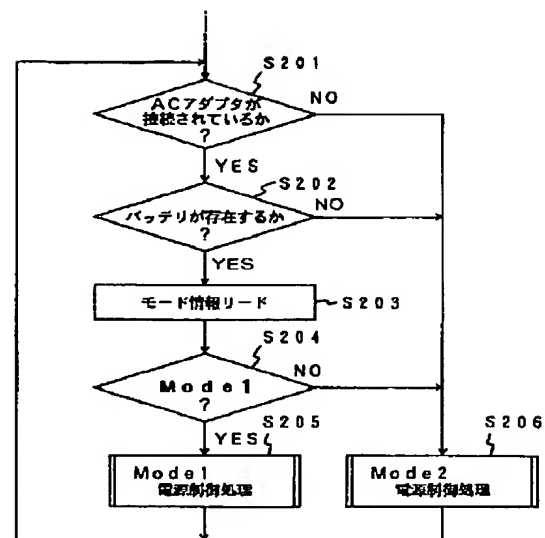 S201
ACアダプタが
接続されているか
?
NO
YES
S202
バッテリが存在するか
?
NO
YES
モード情報リード
S203
S204
Mode1
?
NO
YES
S205
Mode1
電源制御処理
S206
Mode2
電源制御処理